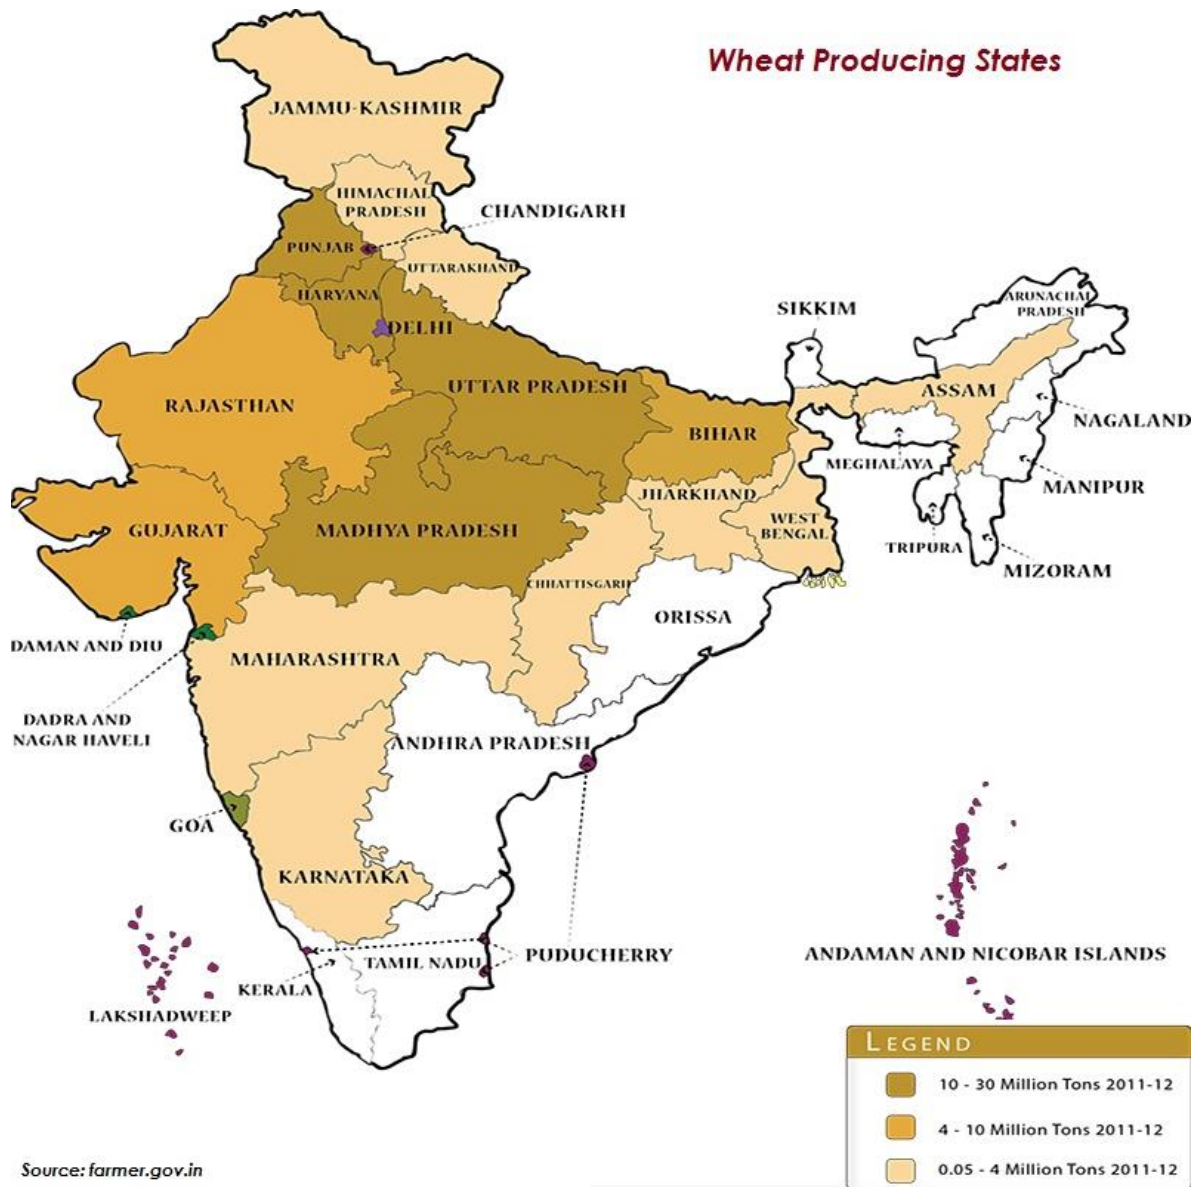 Wheat Producing States
JAMMU-KASHMIR
HIMACHAL
PRADESH
CHANDIGARH
PUNJAB
UTTARAKHAND
HARYANA
DELHI
SIKKIM
ARUNACHAL
PRADESH
UTTAR PRADESH
RAJASTHAN
BIHAR
ASSAM
NAGALAND
MEGHALAYA
MANIPUR
JHARKHAND
GUJARAT
MADHYA PRADESH
WEST
BENGAL
TRIPURA
MIZORAM
CHHATTISGARH
ORISSA
DAMAN AND DIU
MAHARASHTRA
DADRA AND
NAGAR HAVELI
ANDHRA PRADESH
GOA
KARNATAKA
PUDUCHERRY
ANDAMAN AND NICOBAR ISLANDS
TAMIL NADU
KERALA
LAKSHADWEEP
LEGEND
10 - 30 Million Tons 2011-12
4 - 10 Million Tons 2011-12
0.05 - 4 Million Tons 2011-12
Source: farmer.gov.in